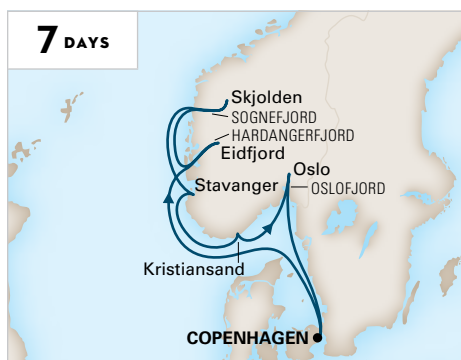 7 DAYS
Skjolden
SOGNEFJORD
HARDANGERFJORD
Eidfjord
Oslo
OSLOFJORD
Stavanger
Kristiansand
COPENHAGEN